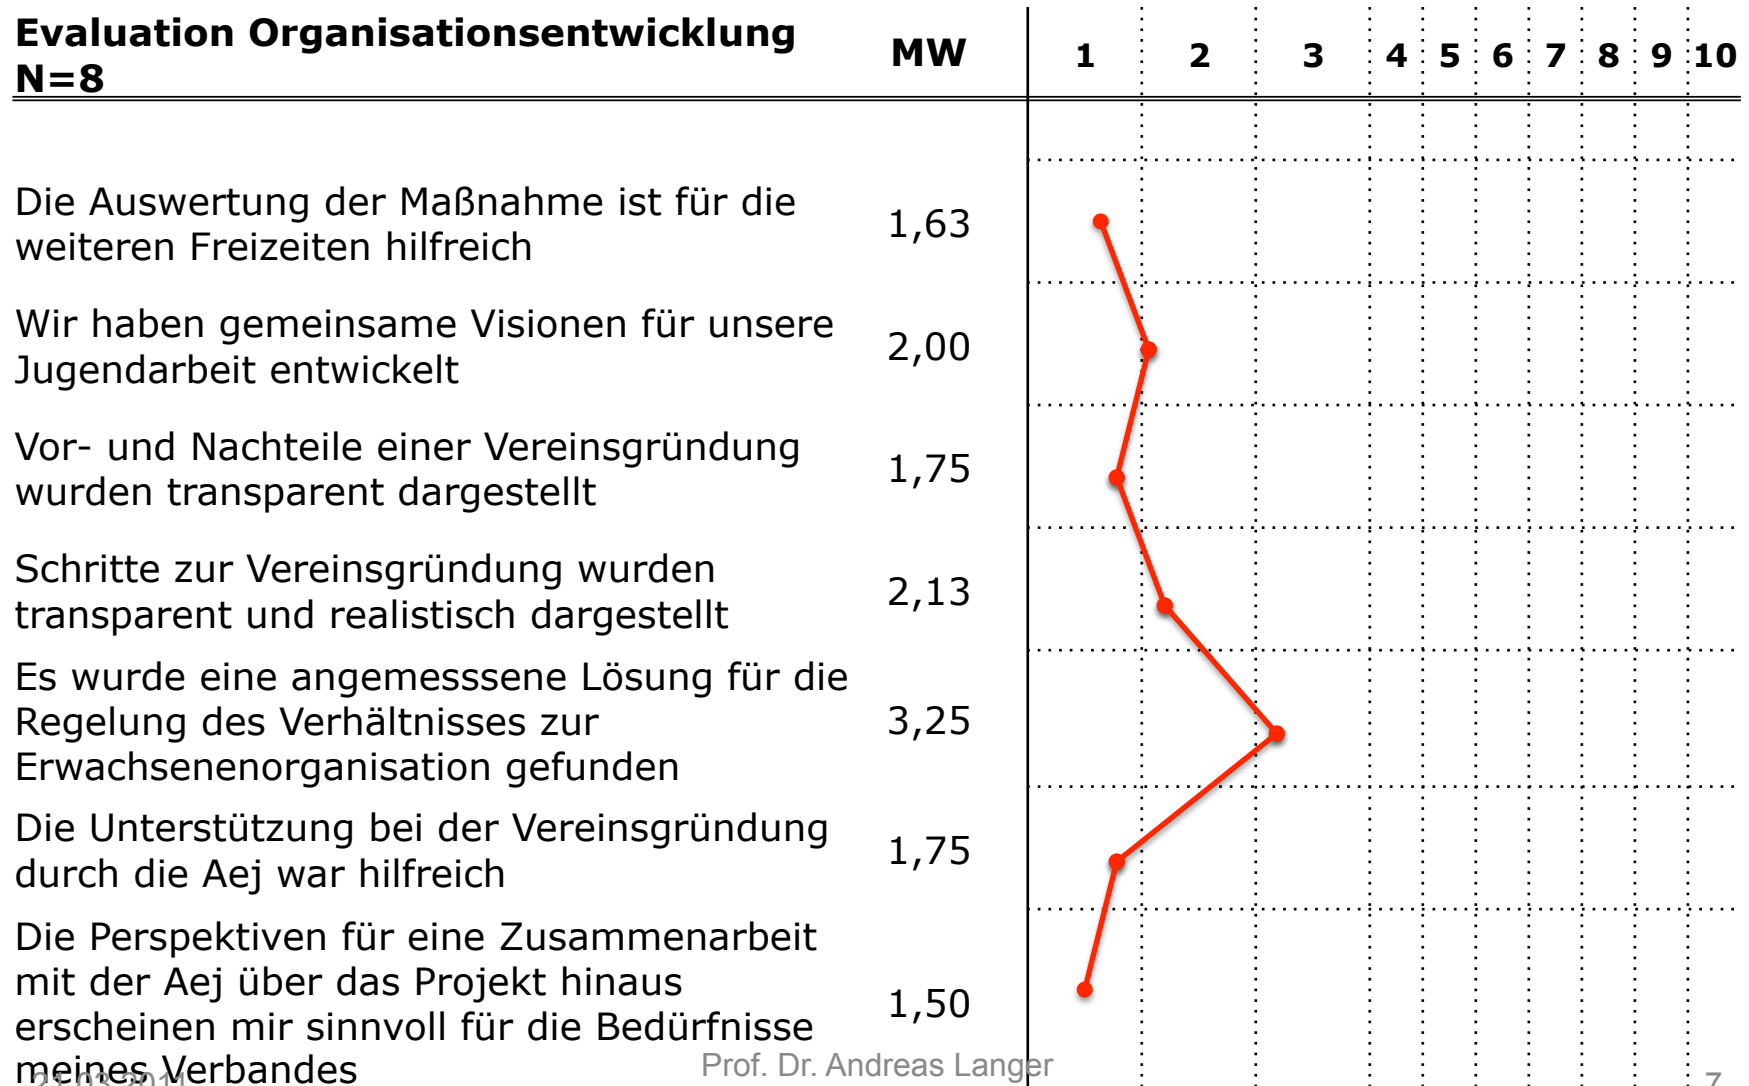 Evaluation Organisationsentwicklung
N=8
MW 1 2 3 4 5 6 7 8 9 10
Die Auswertung der Maßnahme ist für die
weiteren Freizeiten hilfreich
1,63
Wir haben gemeinsame Visionen für unsere
Jugendarbeit entwickelt
2,00
Vor- und Nachteile einer Vereinsgründung
wurden transparent dargestellt
1,75
Schritte zur Vereinsgründung wurden
transparent und realistisch dargestellt
2,13
Es wurde eine angemesssene Lösung für die
Regelung des Verhältnisses zur
Erwachsenenorganisation gefunden
3,25
Die Unterstützung bei der Vereinsgründung
durch die Aej war hilfreich
1,75
Die Perspektiven für eine Zusammenarbeit
mit der Aej über das Projekt hinaus
erscheinen mir sinnvoll für die Bedürfnisse
meines Verbandes
1,50
21.03.2011
Prof. Dr. Andreas Langer
7